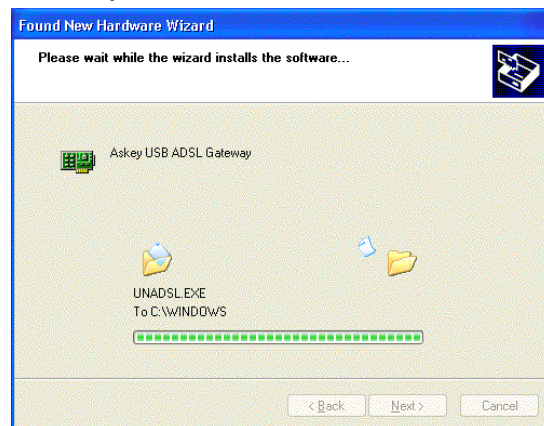 Found New Hardware Wizard
Please wait while the wizard installs the software...
Askey USB ADSL Gateway
UNADSL.EXE
To C:\WINDOWS
< Back Next > Cancel